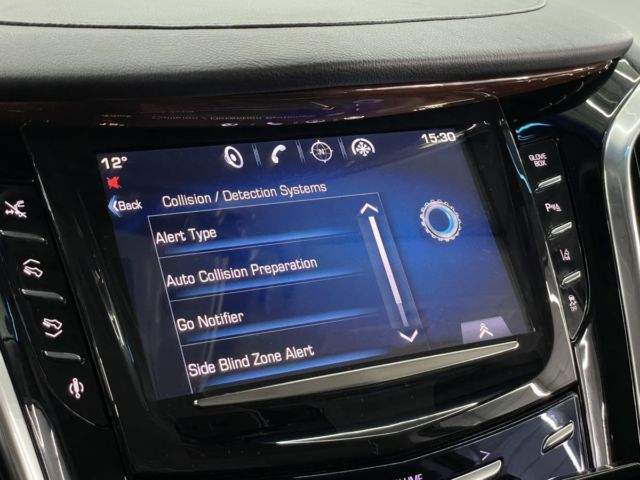 12°
15:30
Back
Collision / Detection Systems
Alert Type
Auto Collision Preparation
Go Notifier
Side Blind Zone Alert
GLOVE
BOX